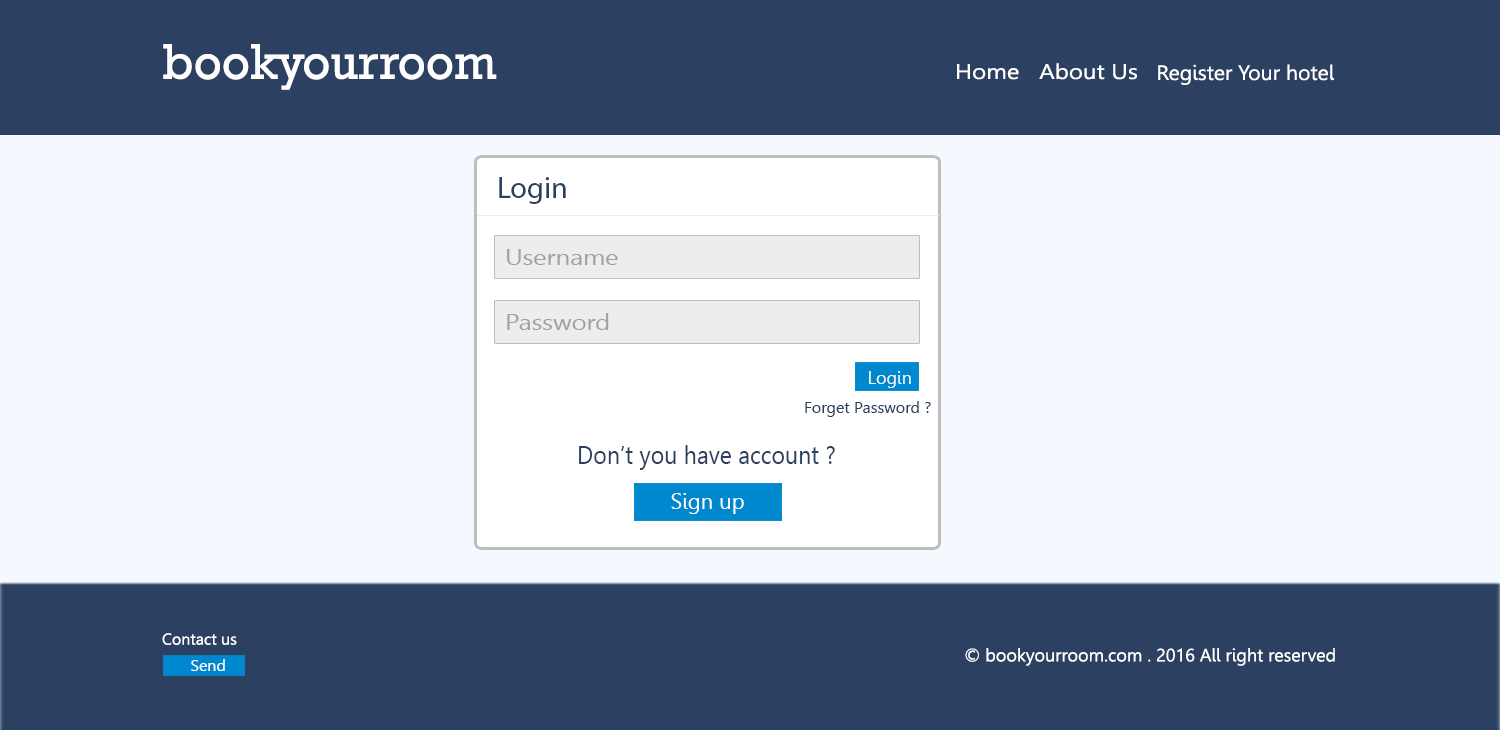 bookyourroom
Home About Us Register Your hotel
Login
Username
Password
Login
Forget Password ?
Don’t you have account ?
Sign up
Contact us
Send
© bookyourroom.com . 2016 All right reserved